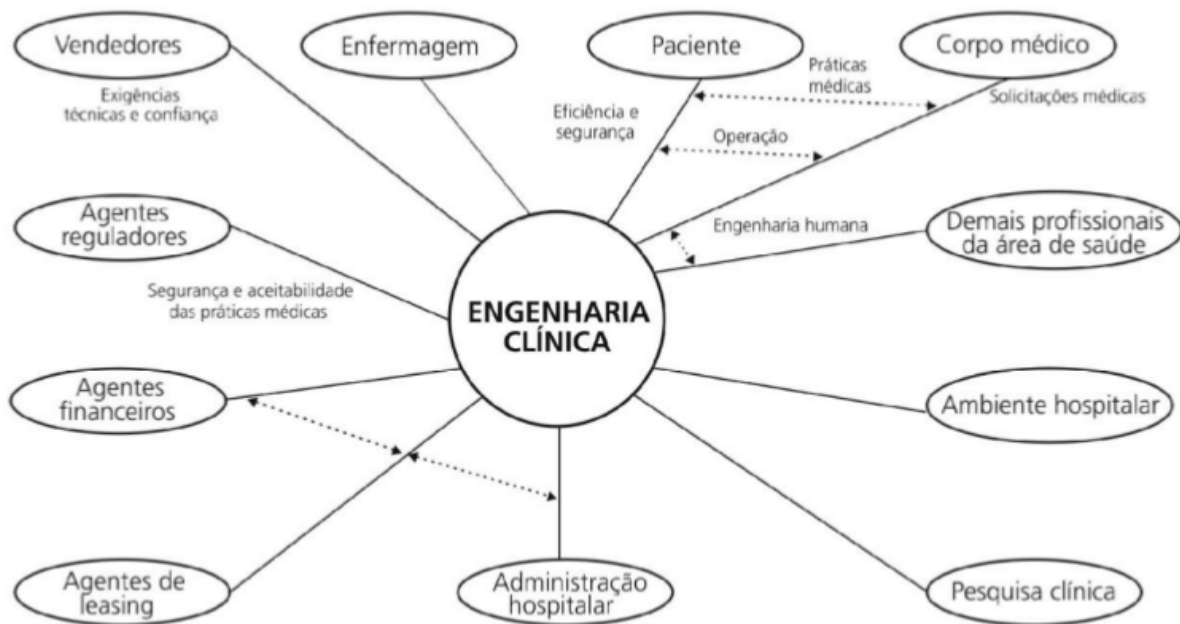 Vendedores
Enfermagem
Paciente
Corpo médico
Exigências
técnicas e confiança
Eficiência e
segurança
Práticas
médicas
Solicitações médicas
Operação
Agentes
reguladores
Engenharia humana
Demais profissionais
da área de saúde
Segurança e aceitabilidade
das práticas médicas
ENGENHARIA
CLÍNICA
Agentes
financeiros
Ambiente hospitalar
Agentes de
leasing
Administração
hospitalar
Pesquisa clínica